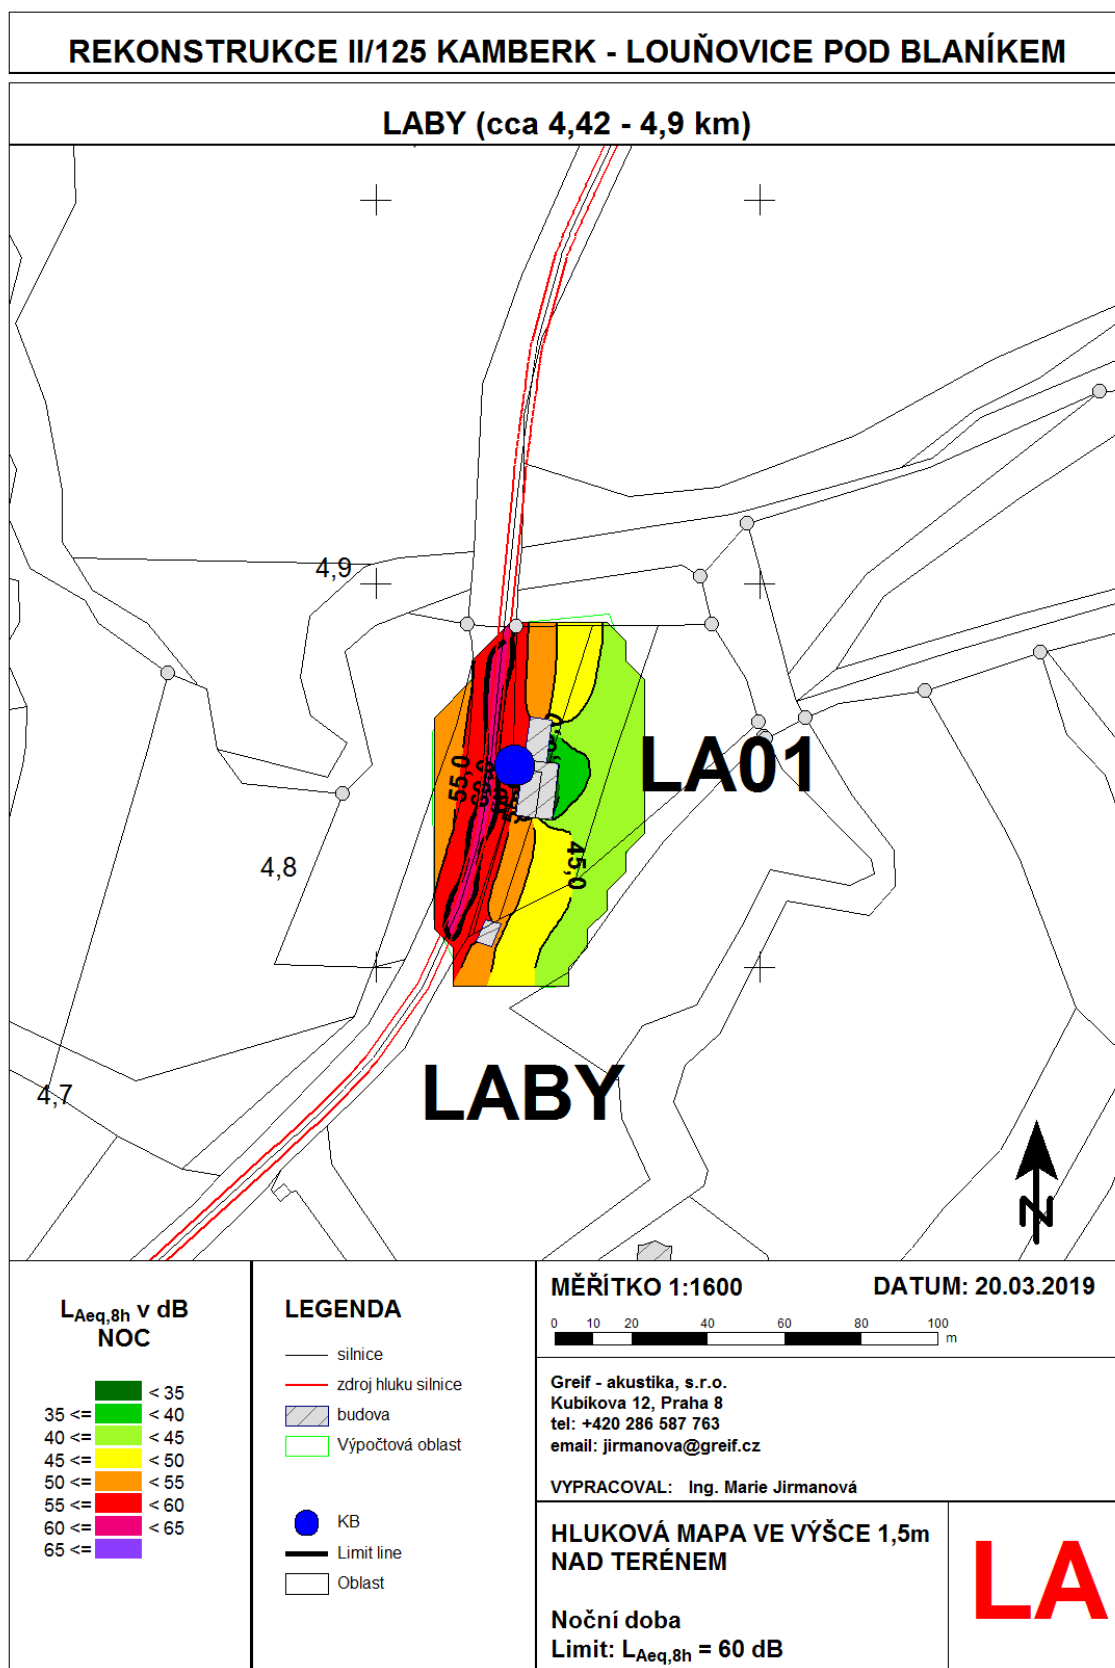 REKONSTRUKCE II/125 KAMBERK - LOUŇOVICE POD BLANÍKEM
LABY (cca 4,42 - 4,9 km)
4,9
LA01
55,0
4,8
45,0
LABY
4,7
N
LAeq,8h v dB
NOC
< 35
35 <= < 40
40 <= < 45
45 <= < 50
50 <= < 55
55 <= < 60
60 <= < 65
65 <=
LEGENDA
silnice
zdroj hluku silnice
budova
Výpočtová oblast
KB
Limit line
Oblast
MĚŘÍTKO 1:1600 DATUM: 20.03.2019
0 10 20 40 60 80 100
m
Greif - akustika, s.r.o.
Kubíkova 12, Praha 8
tel: +420 286 587 763
email: jirmanova@greif.cz
VYPRACOVAL: Ing. Marie Jirmanová
HLUKOVÁ MAPA VE VÝŠCE 1,5m
NAD TERÉNEM
Noční doba
Limit: LAeq,8h = 60 dB
LA